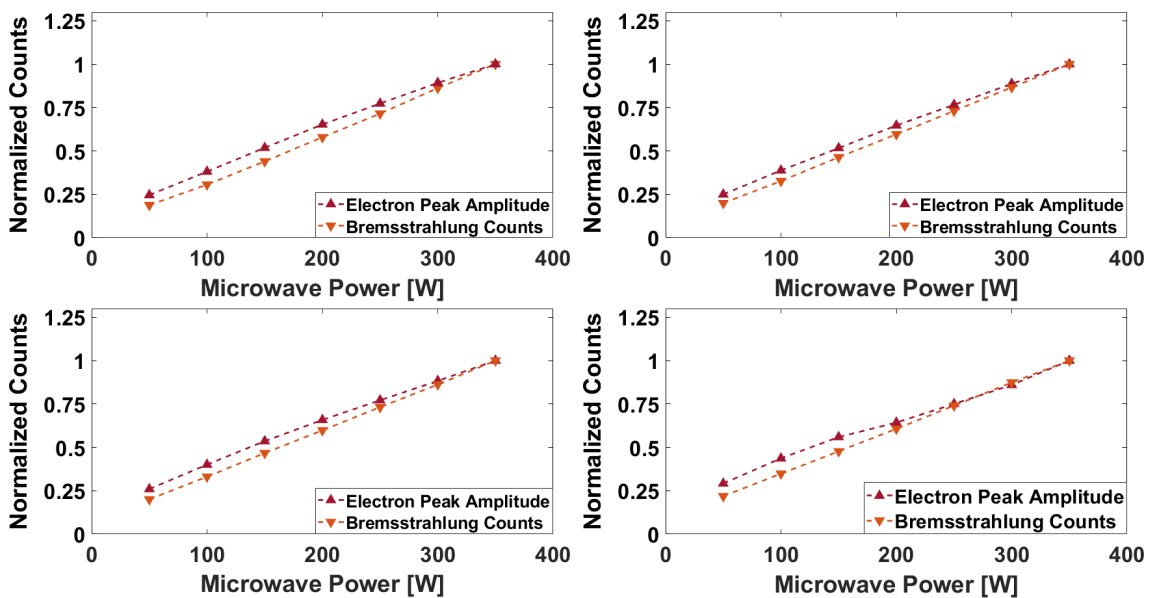 Normalized Counts
1.25
1
0.75
0.5
0.25
0
Electron Peak Amplitude
Bremsstrahlung Counts
0 100 200 300 400
Microwave Power [W]
Normalized Counts
1.25
1
0.75
0.5
0.25
0
Electron Peak Amplitude
Bremsstrahlung Counts
0 100 200 300 400
Microwave Power [W]
Normalized Counts
1.25
1
0.75
0.5
0.25
0
Electron Peak Amplitude
Bremsstrahlung Counts
0 100 200 300 400
Microwave Power [W]
Normalized Counts
1.25
1
0.75
0.5
0.25
0
Electron Peak Amplitude
Bremsstrahlung Counts
0 100 200 300 400
Microwave Power [W]